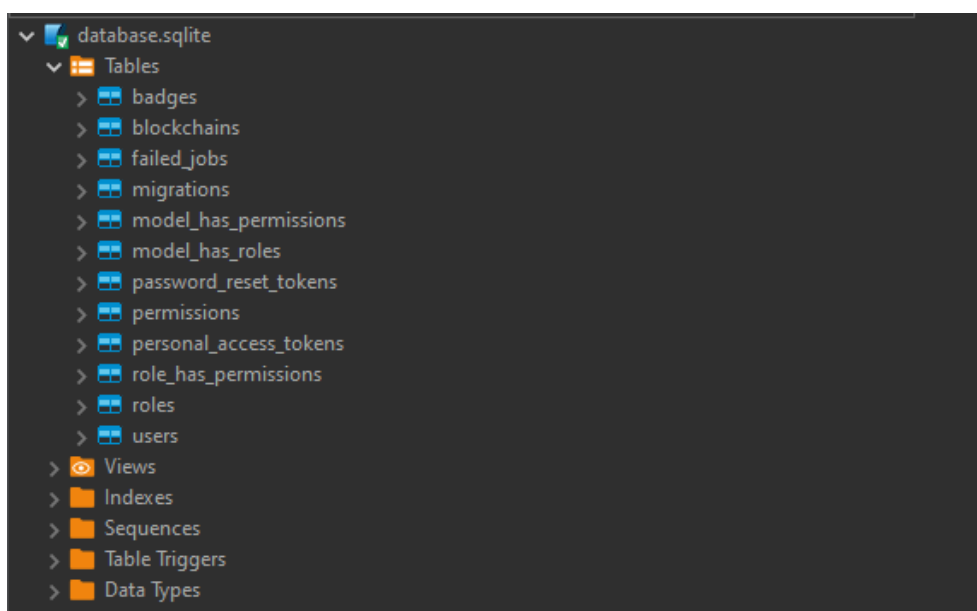 database.sqlite
Tables
badges
blockchains
failed_jobs
migrations
model_has_permissions
model_has_roles
password_reset_tokens
permissions
personal_access_tokens
role_has_permissions
roles
users
Views
Indexes
Sequences
Table Triggers
Data Types